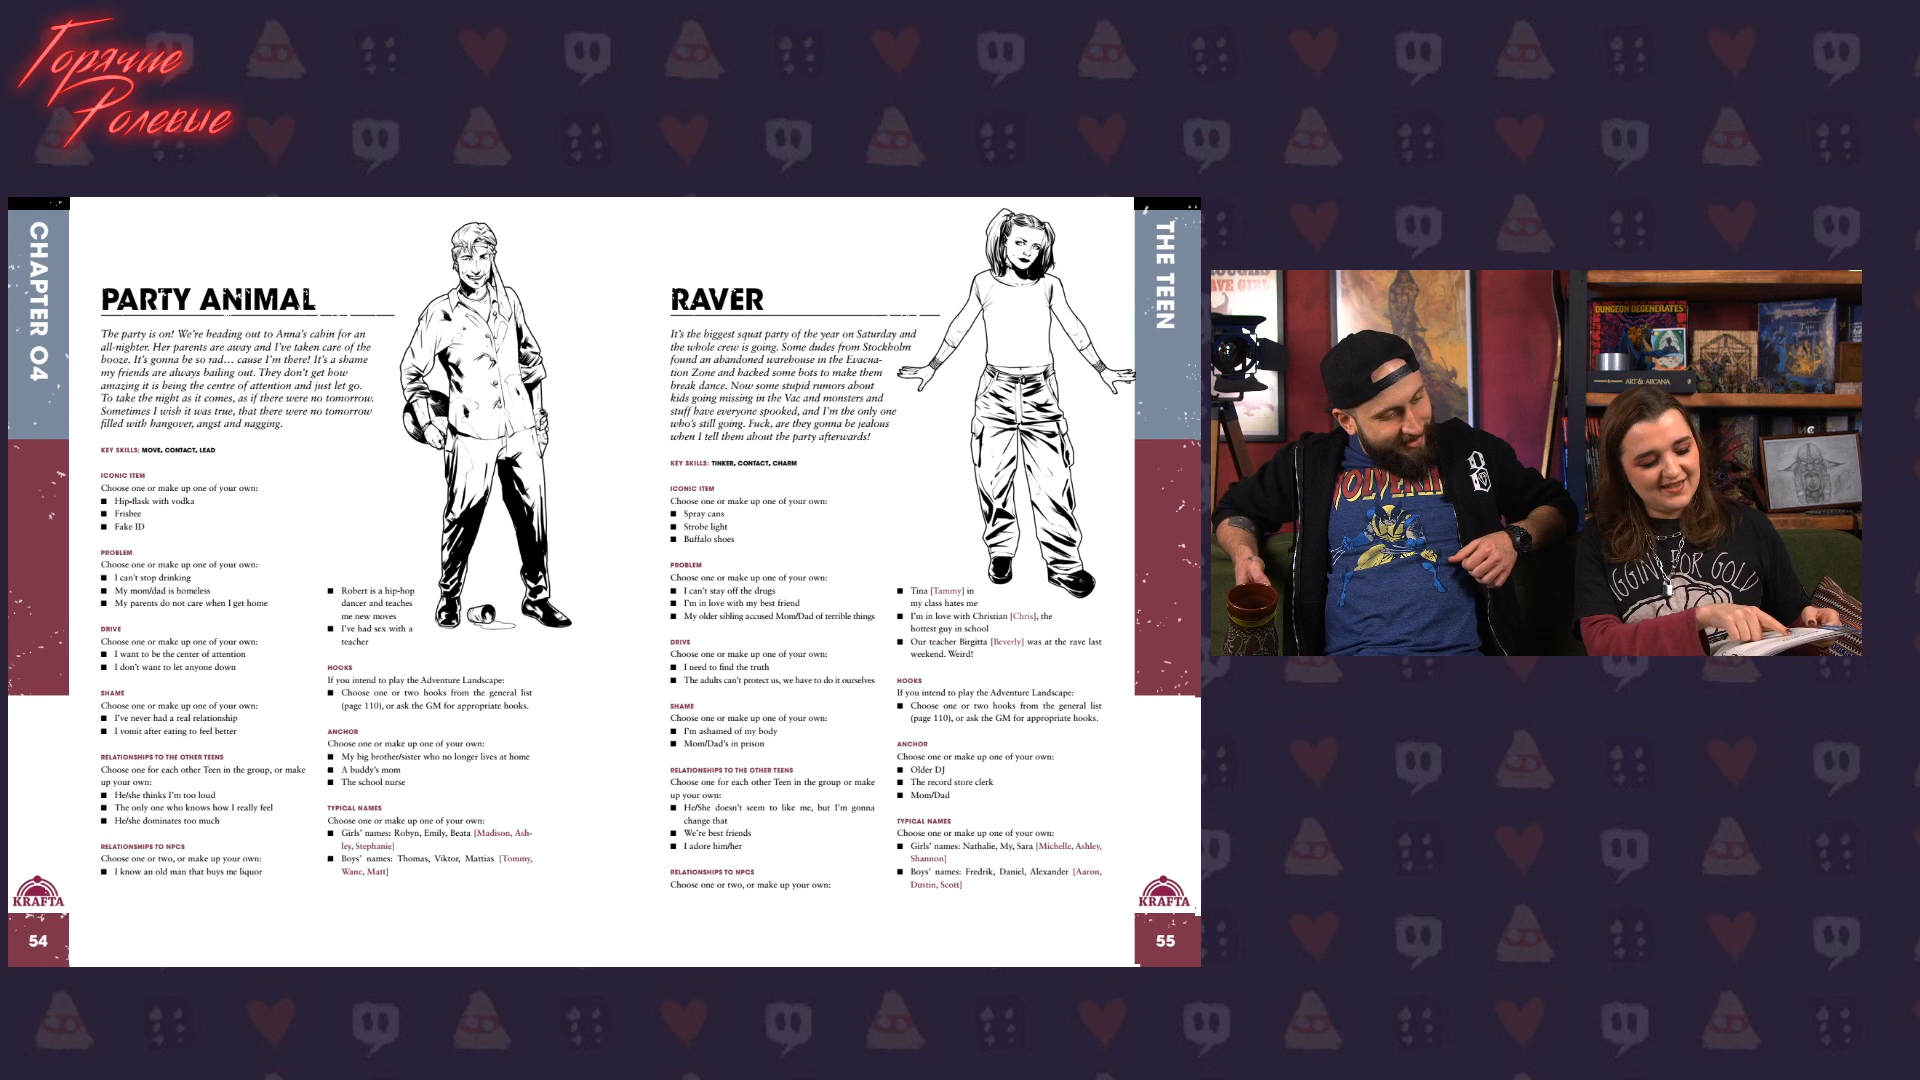 Горячие
Ролевые
CHAPTER 04
PARTY ANIMAL
The party is on! We're heading out to Anna's cabin for an
all-nighter. Her parents are away and I've taken care of the
booze. It's gonna be so rad… cause I'm there! It's a shame
my friends are always bailing out. They don't get how
amazing it is being the centre of attention and just let go.
To take the night as it comes, as if there were no tomorrow.
Sometimes I wish it was true, that there were no tomorrow
filled with hangover, angst and nagging.
KEY SKILLS: MOVE, CONTACT, LEAD
ICONIC ITEM
Choose one or make up one of your own:
■ Hip-flask with vodka
■ Frisbee
■ Fake ID
PROBLEM
Choose one or make up one of your own:
■ I can't stop drinking
■ My mom/dad is homeless
■ My parents do not care when I get home
DRIVE
Choose one or make up one of your own:
■ I want to be the center of attention
■ I don't want to let anyone down
SHAME
Choose one or make up one of your own:
■ I've never had a real relationship
■ I vomit after eating to feel better
RELATIONSHIPS TO THE OTHER TEENS
Choose one for each other Teen in the group, or make
up your own:
■ He/she thinks I'm too loud
■ The only one who knows how I really feel
■ He/she dominates too much
RELATIONSHIPS TO NPCS
Choose one or two, or make up your own:
■ I know an old man that buys me liquor
■ Robert is a hip-hop
dancer and teaches
me new moves
■ I've had sex with a
teacher
HOOKS
If you intend to play the Adventure Landscape:
■ Choose one or two hooks from the general list
(page 110), or ask the GM for appropriate hooks.
ANCHOR
Choose one or make up one of your own:
■ My big brother/sister who no longer lives at home
■ A buddy's mom
■ The school nurse
TYPICAL NAMES
Choose one or make up one of your own:
■ Girls' names: Robyn, Emily, Beata [Madison, Ash-
ley, Stephanie]
■ Boys' names: Thomas, Viktor, Mattias [Tommy,
Wane, Matt]
KRAFTA
54
RAVER
It's the biggest squat party of the year on Saturday and
the whole crew is going. Some dudes from Stockholm
found an abandoned warehouse in the Evacua-
tion Zone and hacked some bots to make them
break dance. Now some stupid rumors about
kids going missing in the Vac and monsters and
stuff have everyone spooked, and I'm the only one
who's still going. Fuck, are they gonna be jealous
when I tell them about the party afterwards!
KEY SKILLS: TINKER, CONTACT, CHARM
ICONIC ITEM
Choose one or make up one of your own:
■ Spray cans
■ Strobe light
■ Buffalo shoes
PROBLEM
Choose one or make up one of your own:
■ I can't stay off the drugs
■ I'm in love with my best friend
■ My older sibling accused Mom/Dad of terrible things
DRIVE
Choose one or make up one of your own:
■ I need to find the truth
■ The adults can't protect us, we have to do it ourselves
SHAME
Choose one or make up one of your own:
■ I'm ashamed of my body
■ Mom/Dad's in prison
RELATIONSHIPS TO THE OTHER TEENS
Choose one for each other Teen in the group or make
up your own:
■ He/She doesn't seem to like me, but I'm gonna
change that
■ We're best friends
■ I adore him/her
RELATIONSHIPS TO NPCS
Choose one or two, or make up your own:
■ Tina [Tammy] in
my class hates me
■ I'm in love with Christian [Chris], the
hottest guy in school
■ Our teacher Birgitta [Beverly] was at the rave last
weekend. Weird!
HOOKS
If you intend to play the Adventure Landscape:
■ Choose one or two hooks from the general list
(page 110), or ask the GM for appropriate hooks.
ANCHOR
Choose one or make up one of your own:
■ Older DJ
■ The record store clerk
■ Mom/Dad
TYPICAL NAMES
Choose one or make up one of your own:
■ Girls' names: Nathalie, My, Sara [Michelle, Ashley,
Shannon]
■ Boys' names: Fredrik, Daniel, Alexander [Aaron,
Dustin, Scott]
THE TEEN
KRAFTA
55
AVE GIRL
DUNGEON DEGENERATES
ART & ARCANA
WOLVERIN
IGGIN' FOR GOLD